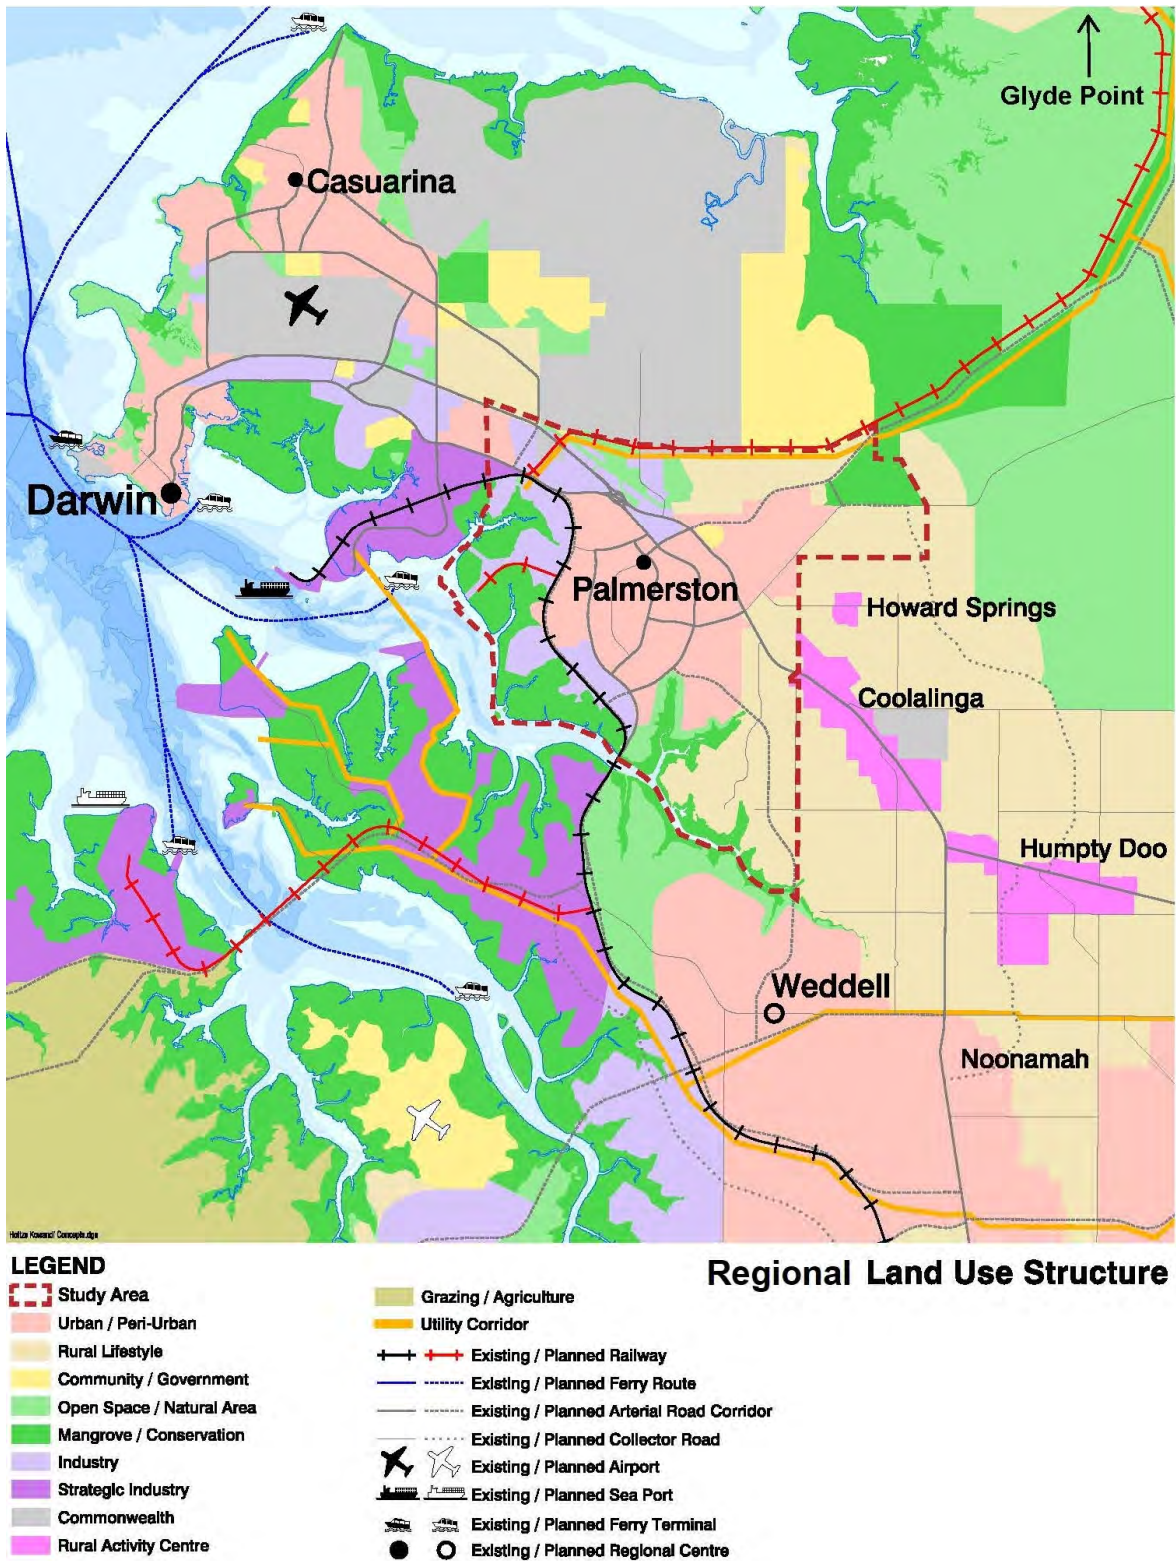 Glyde Point
Casuarina
Darwin
Palmerston
Howard Springs
Coolalinga
Humpty Doo
Weddell
Noonamah
Regional Land Use Structure
LEGEND
Study Area
Urban / Peri-Urban
Rural Lifestyle
Community / Government
Open Space / Natural Area
Mangrove / Conservation
Industry
Strategic Industry
Commonwealth
Rural Activity Centre
Grazing / Agriculture
Utility Corridor
Existing / Planned Railway
Existing / Planned Ferry Route
Existing / Planned Arterial Road Corridor
Existing / Planned Collector Road
Existing / Planned Airport
Existing / Planned Sea Port
Existing / Planned Ferry Terminal
Existing / Planned Regional Centre